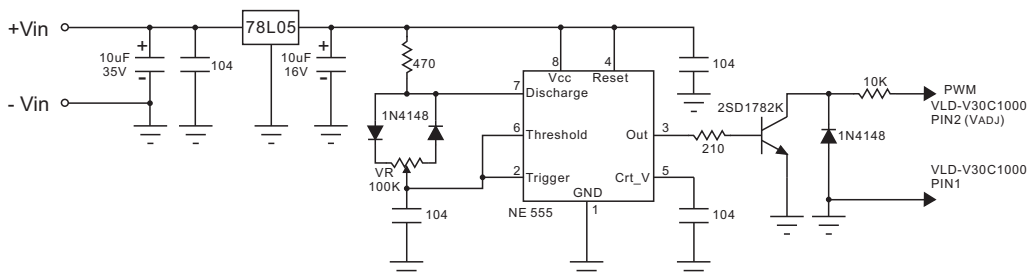 +Vin
- Vin
+
10uF
35V
-
104
78L05
+
10uF
16V
-
470
1N4148
VR
100K
104
8
4
Vcc
Reset
7
Discharge
6
Threshold
2
Trigger
Out
3
Crt_V
5
GND
NE 555
1
104
104
210
2SD1782K
1N4148
10K
PWM
VLD-V30C1000
PIN2 (VADJ)
VLD-V30C1000
PIN1